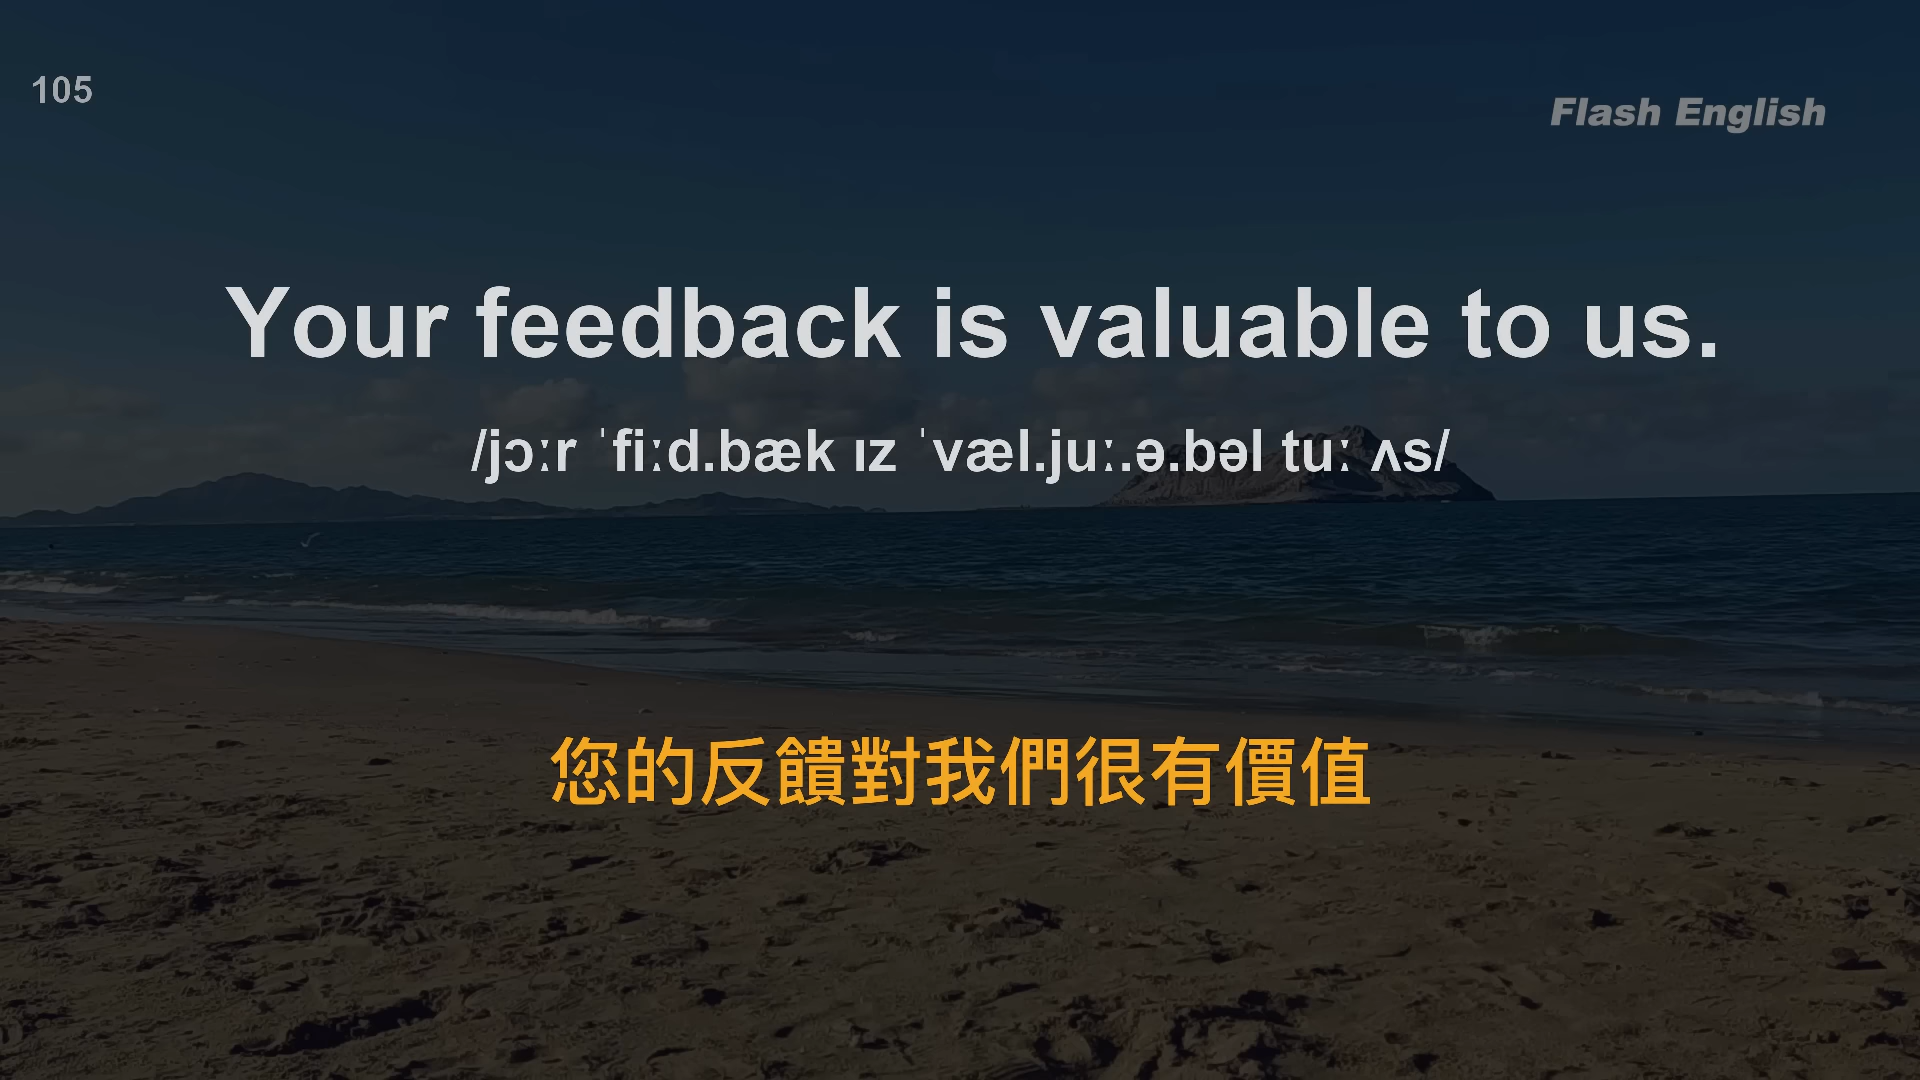 105
Flash English
Your feedback is valuable to us.
/jɔːr ˈfiːd.bæk ɪz ˈvæl.juː.ə.bəl tuː ʌs/
您的反饋對我們很有價值